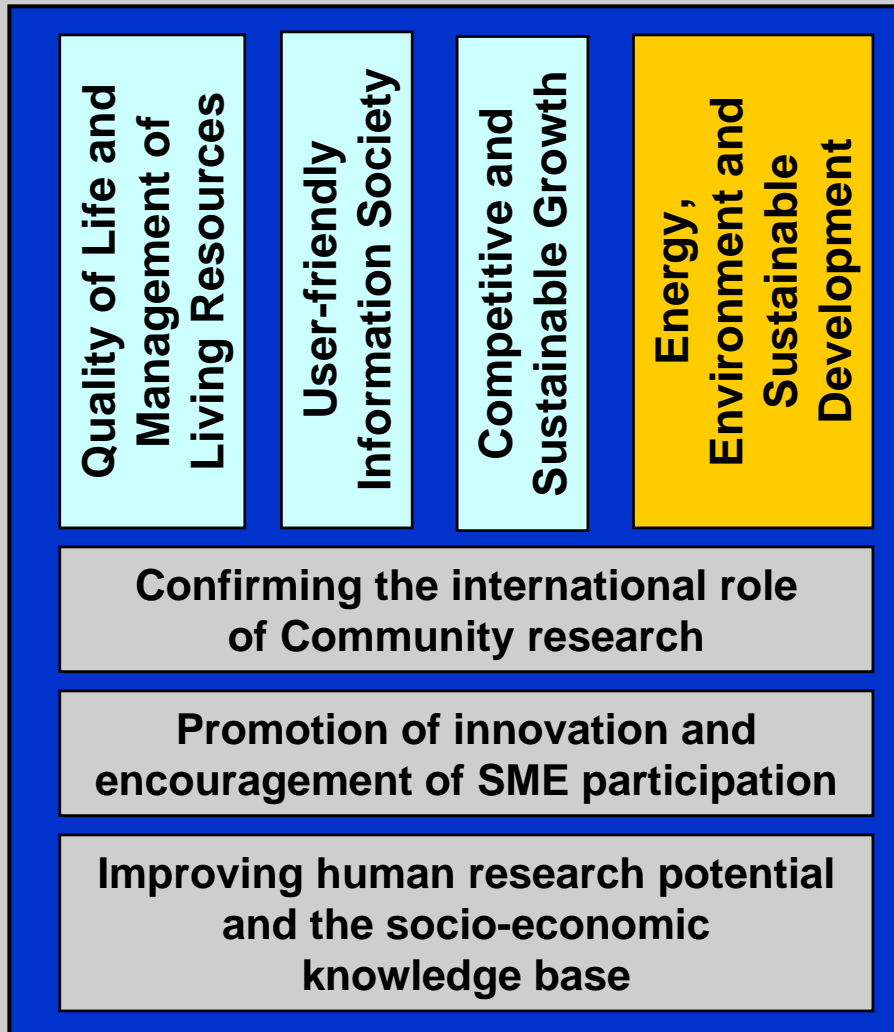 Quality of Life and
Management of
Living Resources
User-friendly
Information Society
Competitive and
Sustainable Growth
Energy,
Environment and
Sustainable
Development
Confirming the international role
of Community research
Promotion of innovation and
encouragement of SME participation
Improving human research potential
and the socio-economic
knowledge base